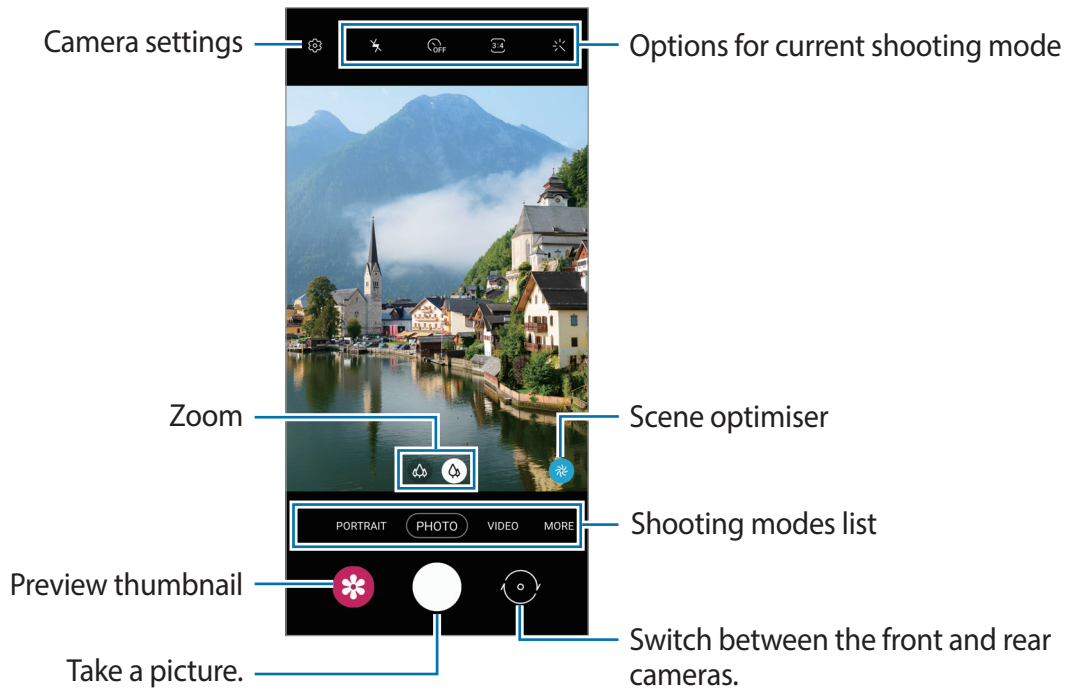 Camera settings
OFF
3:4
Options for current shooting mode
Zoom
Scene optimiser
PORTRAIT
PHOTO
VIDEO
MORE
Shooting modes list
Preview thumbnail
Take a picture.
Switch between the front and rear
cameras.